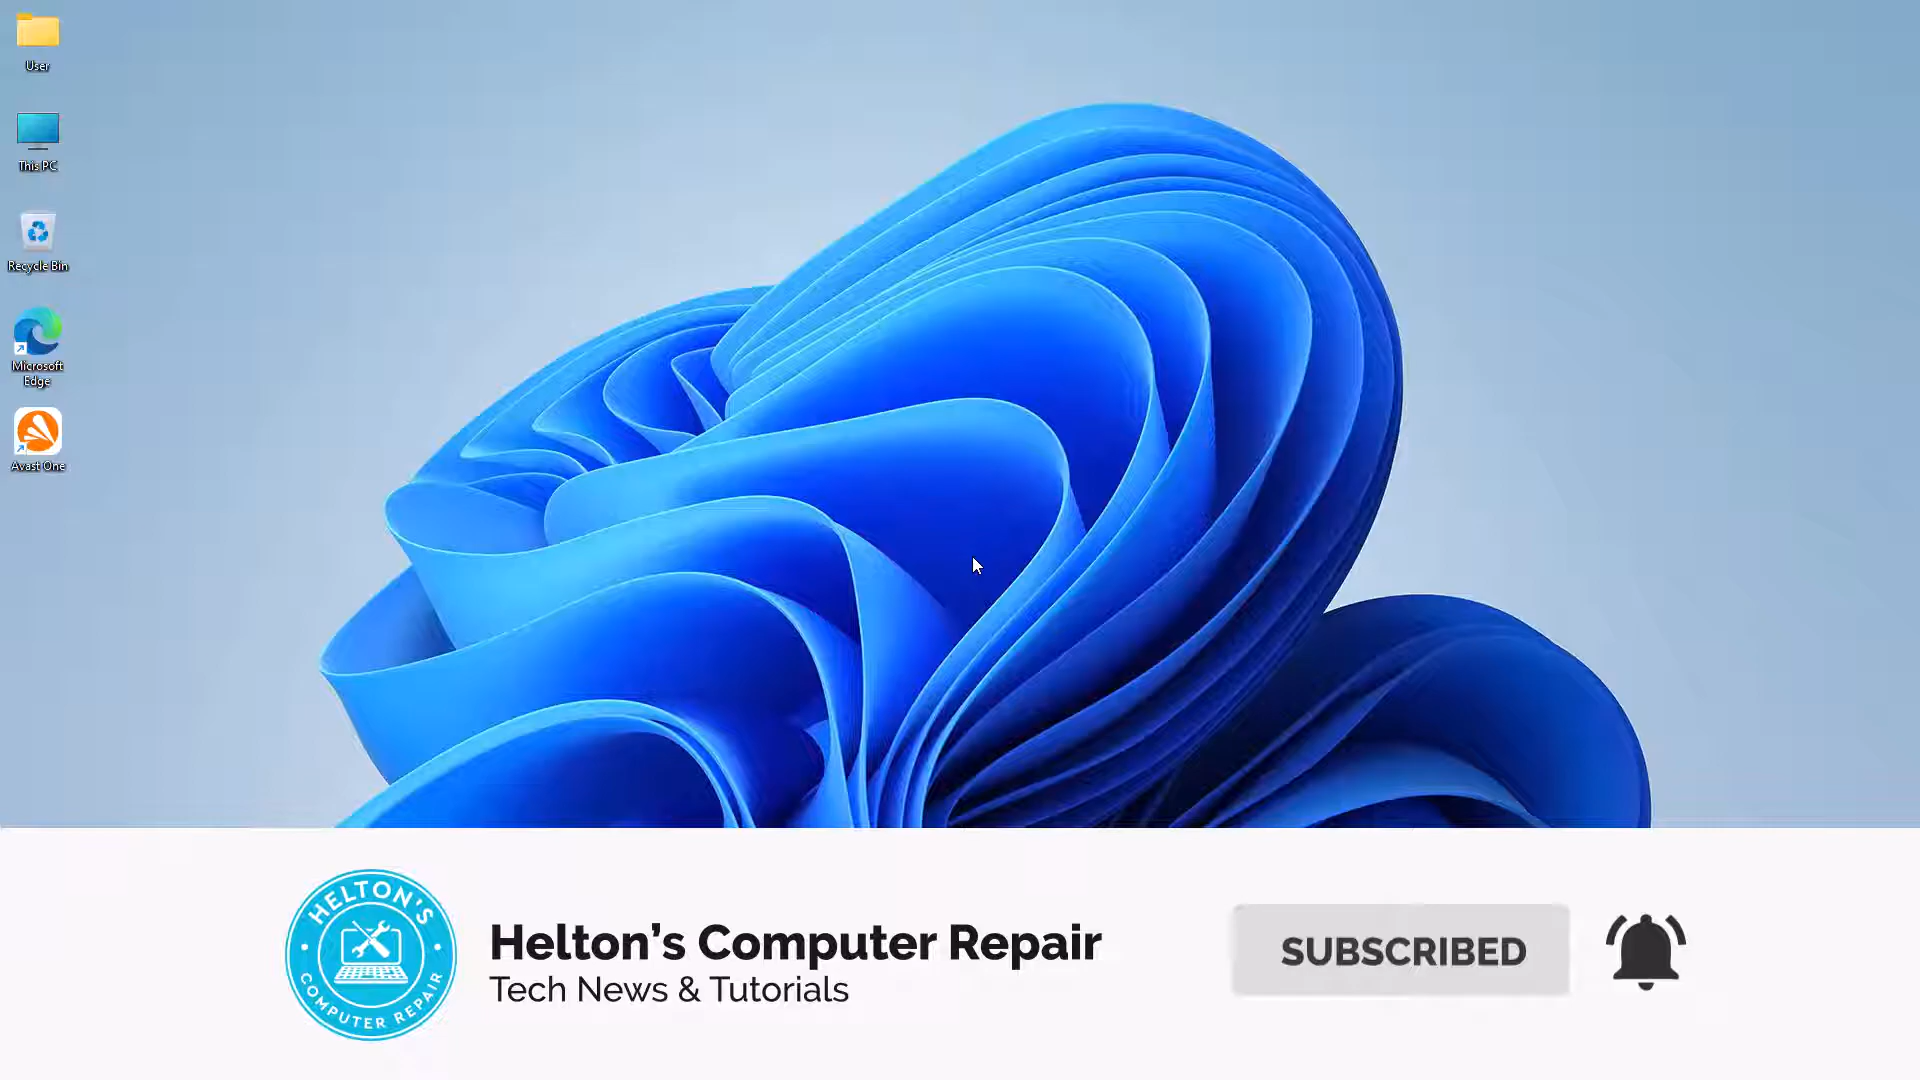 User
This PC
Recycle Bin
Microsoft
Edge
Avast One
HELTON'S
COMPUTER REPAIR
Helton's Computer Repair
Tech News & Tutorials
SUBSCRIBED